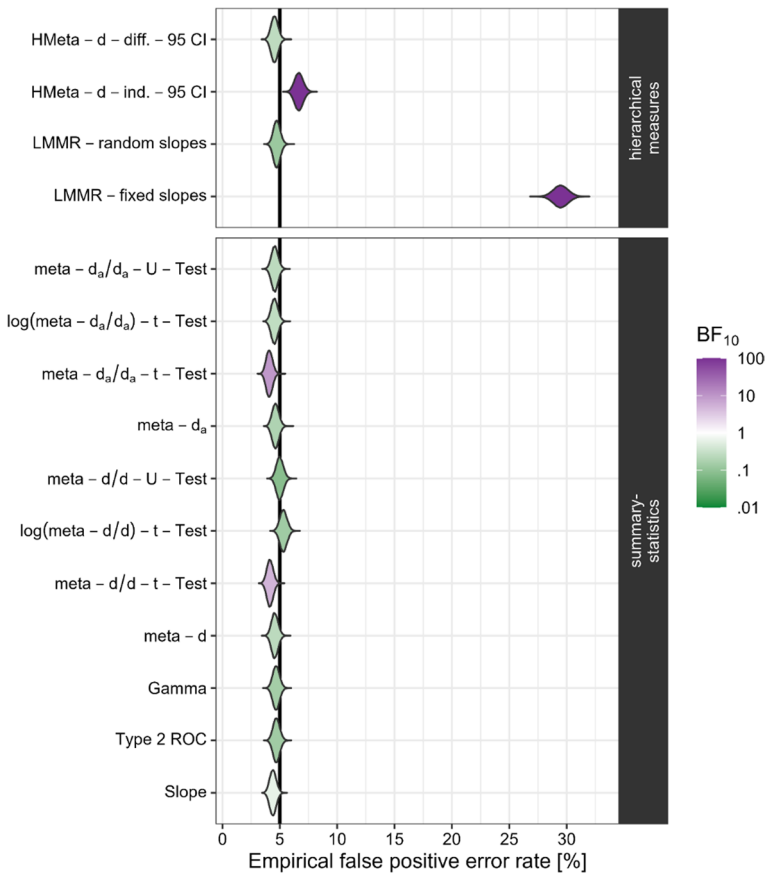 HMeta – d – diff. – 95 CI
HMeta – d – ind. – 95 CI
LMMR – random slopes
LMMR – fixed slopes
hierarchical
measures
meta – dₐ/dₐ – U – Test
log(meta – dₐ/dₐ) – t – Test
meta – dₐ/dₐ – t – Test
meta – dₐ
meta – d/d – U – Test
log(meta – d/d) – t – Test
meta – d/d – t – Test
meta – d
Gamma
Type 2 ROC
Slope
summary-
statistics
0 5 10 15 20 25 30
Empirical false positive error rate [%]
BF₁₀
100
10
1
.1
.01